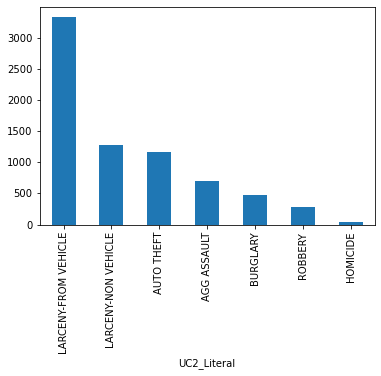 3000
2500
2000
1500
1000
500
0
LARCENY-FROM VEHICLE
LARCENY-NON VEHICLE
AUTO THEFT
AGG ASSAULT
BURGLARY
ROBBERY
HOMICIDE
UC2_Literal